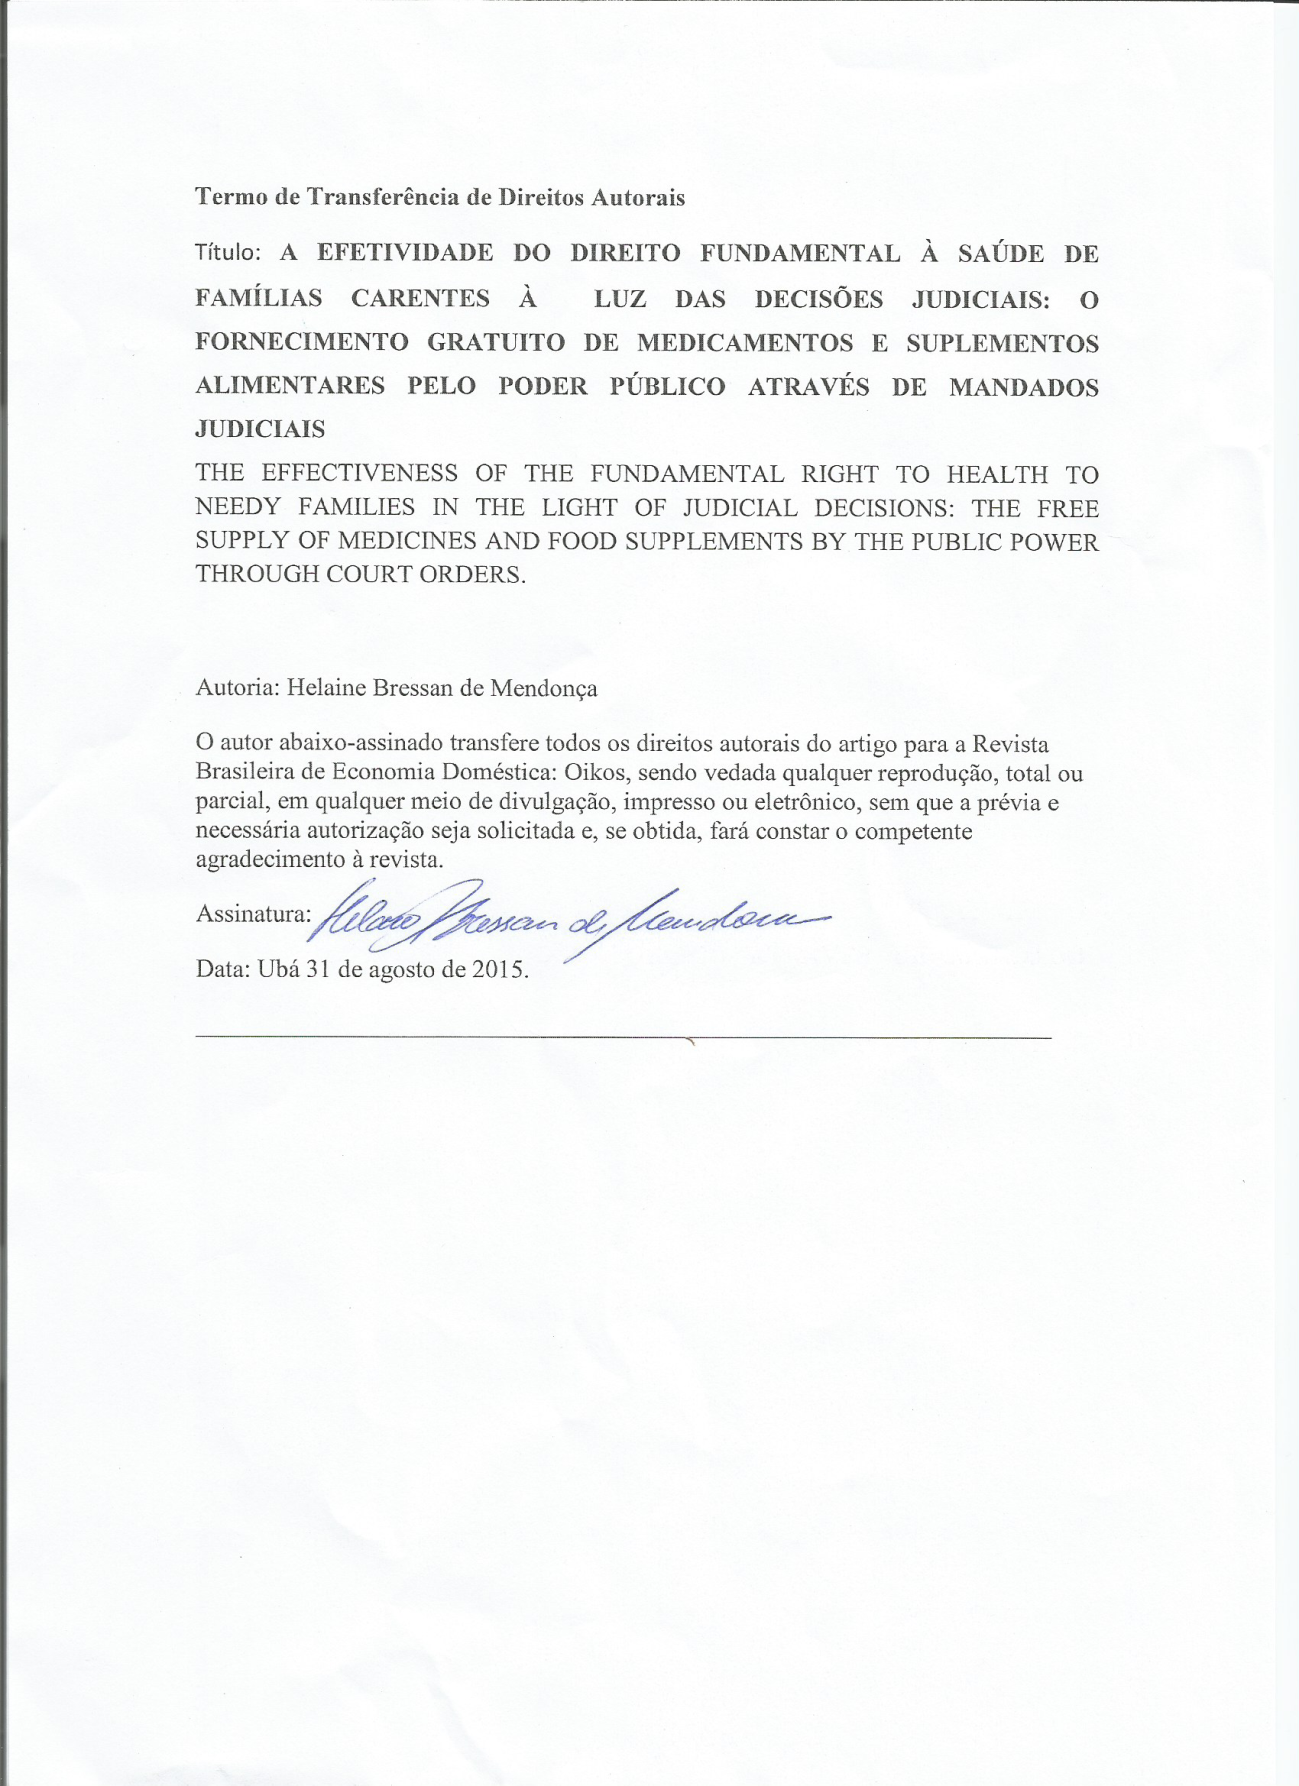 Termo de Transferência de Direitos Autorais
Título: A EFETIVIDADE DO DIREITO FUNDAMENTAL À SAÚDE DE
FAMÍLIAS CARENTES À LUZ DAS DECISÕES JUDICIAIS: O
FORNECIMENTO GRATUITO DE MEDICAMENTOS E SUPLEMENTOS
ALIMENTARES PELO PODER PÚBLICO ATRAVÉS DE MANDADOS
JUDICIAIS
THE EFFECTIVENESS OF THE FUNDAMENTAL RIGHT TO HEALTH TO
NEEDY FAMILIES IN THE LIGHT OF JUDICIAL DECISIONS: THE FREE
SUPPLY OF MEDICINES AND FOOD SUPPLEMENTS BY THE PUBLIC POWER
THROUGH COURT ORDERS.
Autoria: Helaine Bressan de Mendonça
O autor abaixo-assinado transfere todos os direitos autorais do artigo para a Revista
Brasileira de Economia Doméstica: Oikos, sendo vedada qualquer reprodução, total ou
parcial, em qualquer meio de divulgação, impresso ou eletrônico, sem que a prévia e
necessária autorização seja solicitada e, se obtida, fará constar o competente
agradecimento à revista.
Assinatura: Helaine Bressan de Mendonça
Data: Ubá 31 de agosto de 2015.